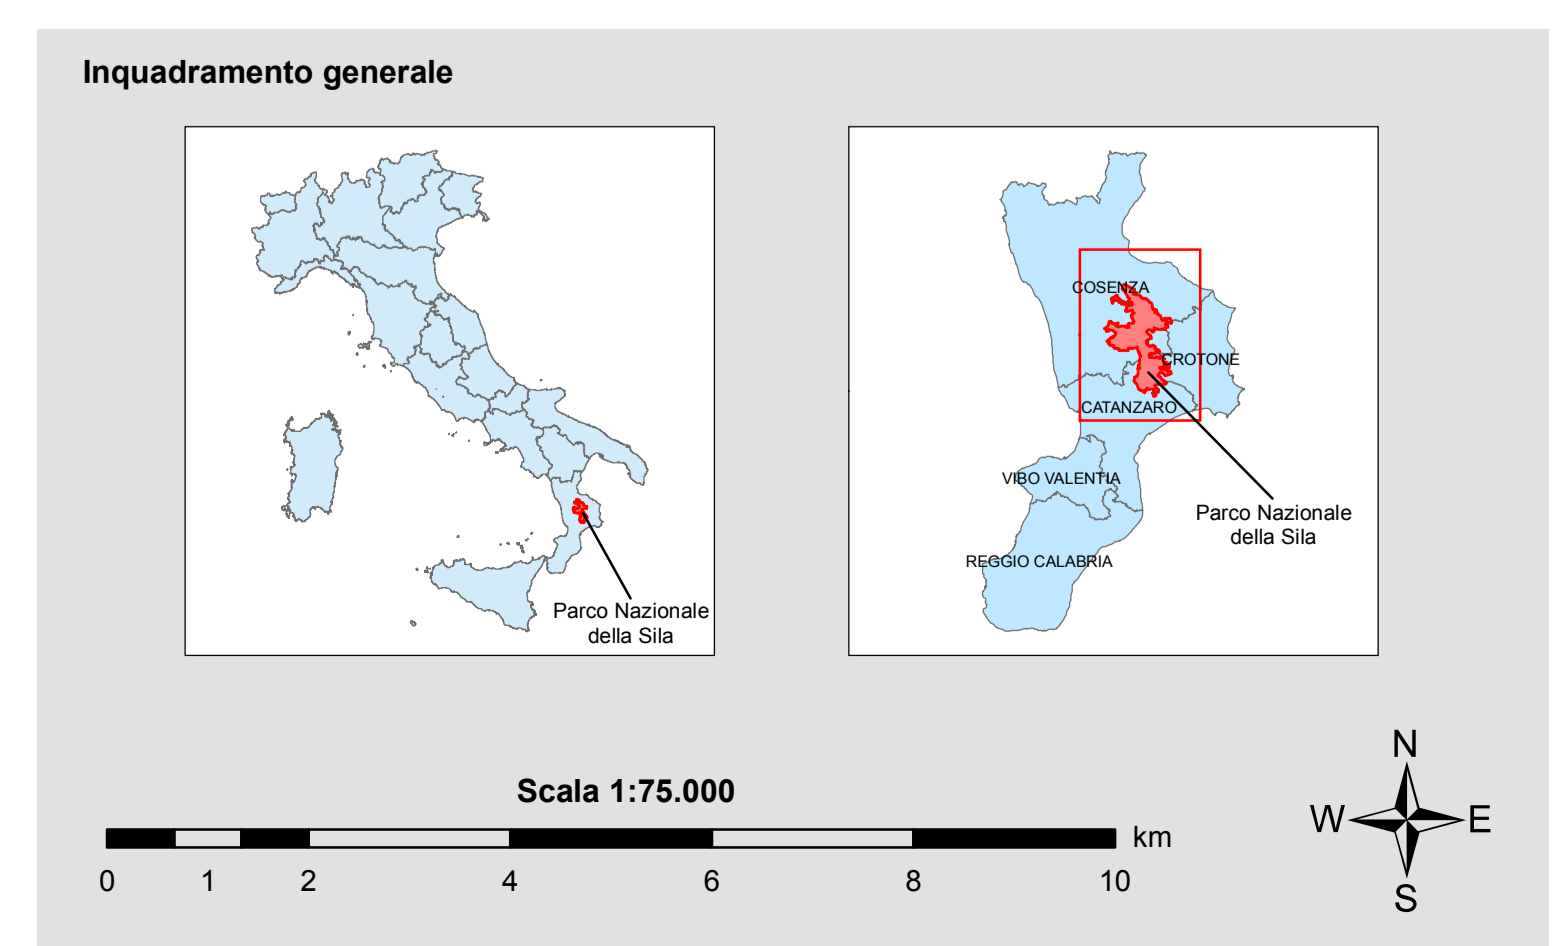 Inquadramento generale
Parco Nazionale
della Sila
COSENZA
CROTONE
CATANZARO
VIBO VALENTIA
REGGIO CALABRIA
Parco Nazionale
della Sila
Scala 1:75.000
km
0 1 2 4 6 8 10
N
W E
S